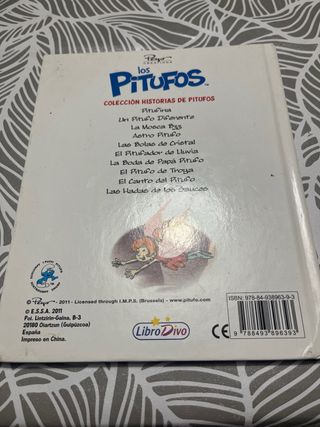 Peyo
los
PiTUFOS™
COLECCIÓN HISTORIAS DE PITUFOS
Pitufina
Un Pitufo Diferente
La Mosca Bzz
Astro Pitufo
Las Bolas de Cristal
El Pitufador de Lluvia
La Boda de Papá Pitufo
El Pitufo de Troya
El Canto del Pitufo
Las Hadas de los Sauces
© Peyo - 2011 - Licensed through I.M.P.S. (Brussels) - www.pitufo.com.
© E.S.S.A. 2011
Pol. Lintzirin-Gaina, B-3
20180 Oiartzun (Guipúzcoa)
España
Impreso en China.
LibroDivo
CE
ISBN: 978-84-938963-9-3
9 788493 896393